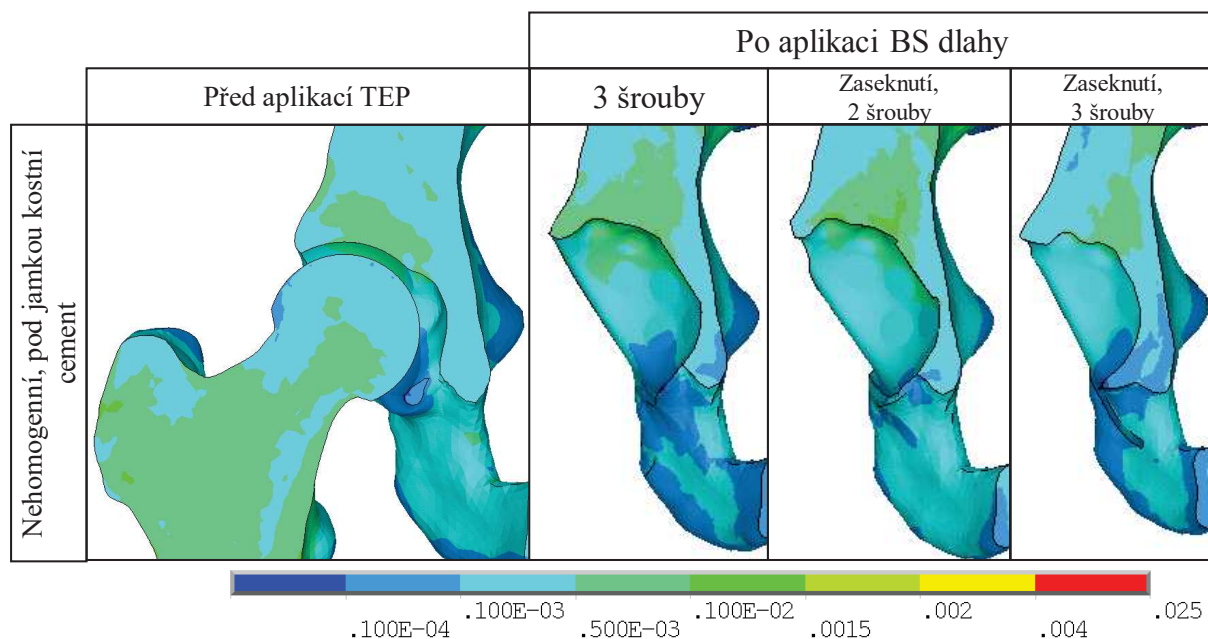 Po aplikaci BS dlahy
Před aplikací TEP
3 šrouby
Zaseknutí,
2 šrouby
Zaseknutí,
3 šrouby
Nehomogenní, pod jamkou kostní
cement
.100E-03 .100E-02 .002 .025
.100E-04 .500E-03 .0015 .004